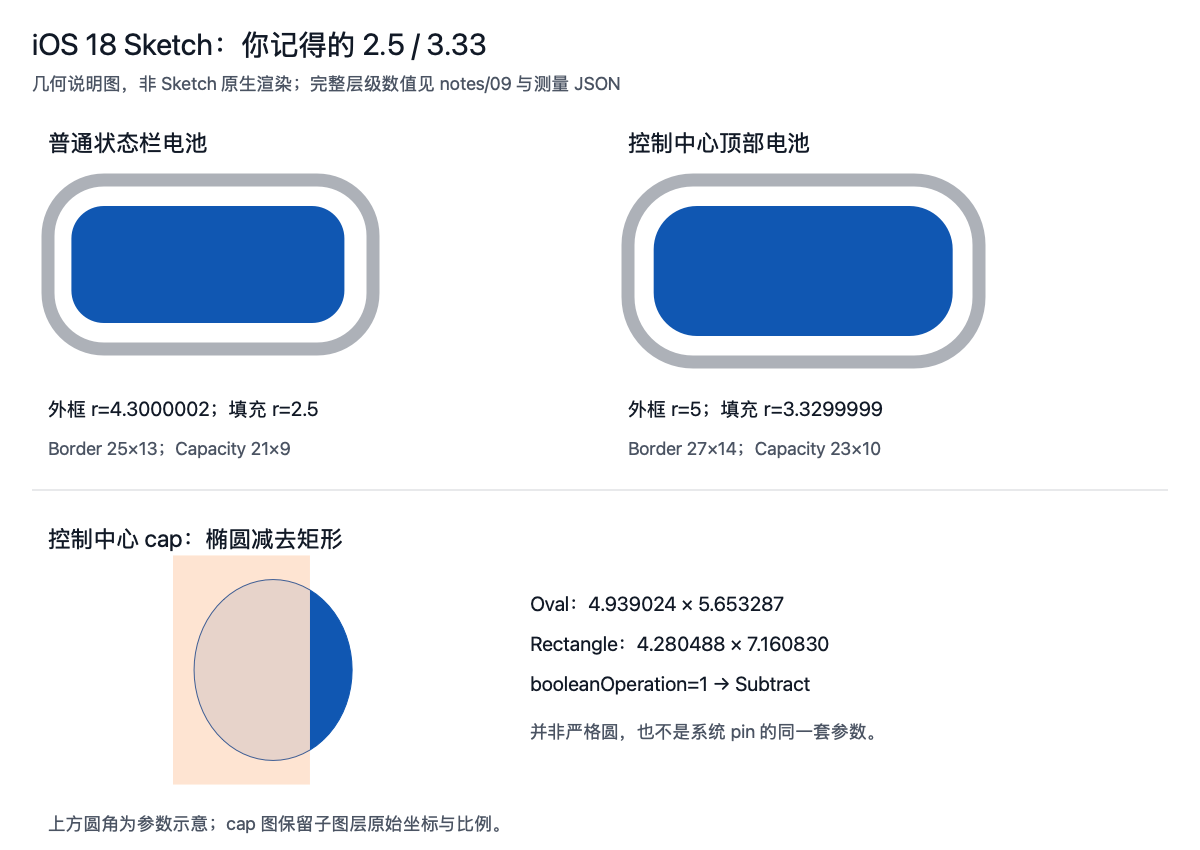 iOS 18 Sketch：你记得的 2.5 / 3.33
几何说明图，非 Sketch 原生渲染；完整层级数值见 notes/09 与测量 JSON
普通状态栏电池
控制中心顶部电池
外框 r=4.3000002；填充 r=2.5
外框 r=5；填充 r=3.3299999
Border 25×13；Capacity 21×9
Border 27×14；Capacity 23×10
控制中心 cap：椭圆减去矩形
Oval：4.939024 × 5.653287
Rectangle：4.280488 × 7.160830
booleanOperation=1 → Subtract
并非严格圆，也不是系统 pin 的同一套参数。
上方圆角为参数示意；cap 图保留子图层原始坐标与比例。